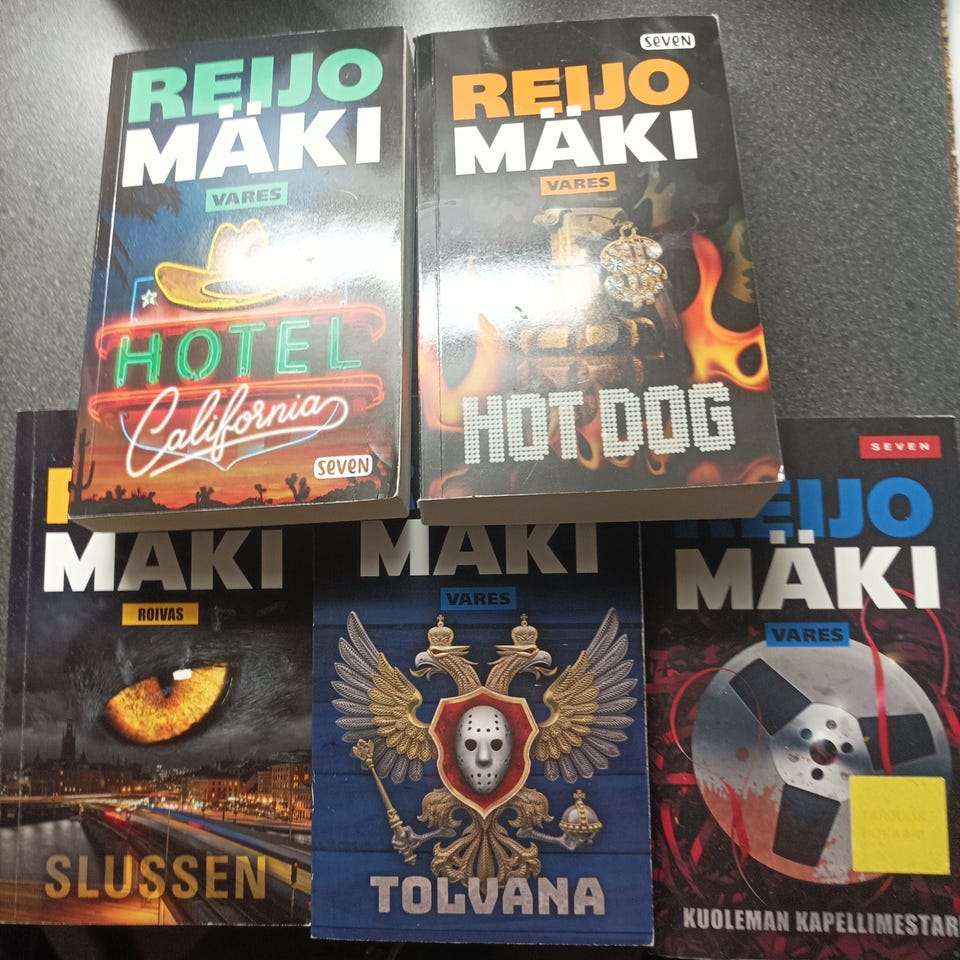 REIJO
MÄKI
VARES
HOTEL
California
SEVEN
SEVEN
REIJO
MÄKI
VARES
HOT DOG
MÄKI
ROIVAS
SLUSSEN
MÄKI
VARES
TOLVANA
SEVEN
REIJO
MÄKI
VARES
KUOLEMAN KAPELLIMESTAR